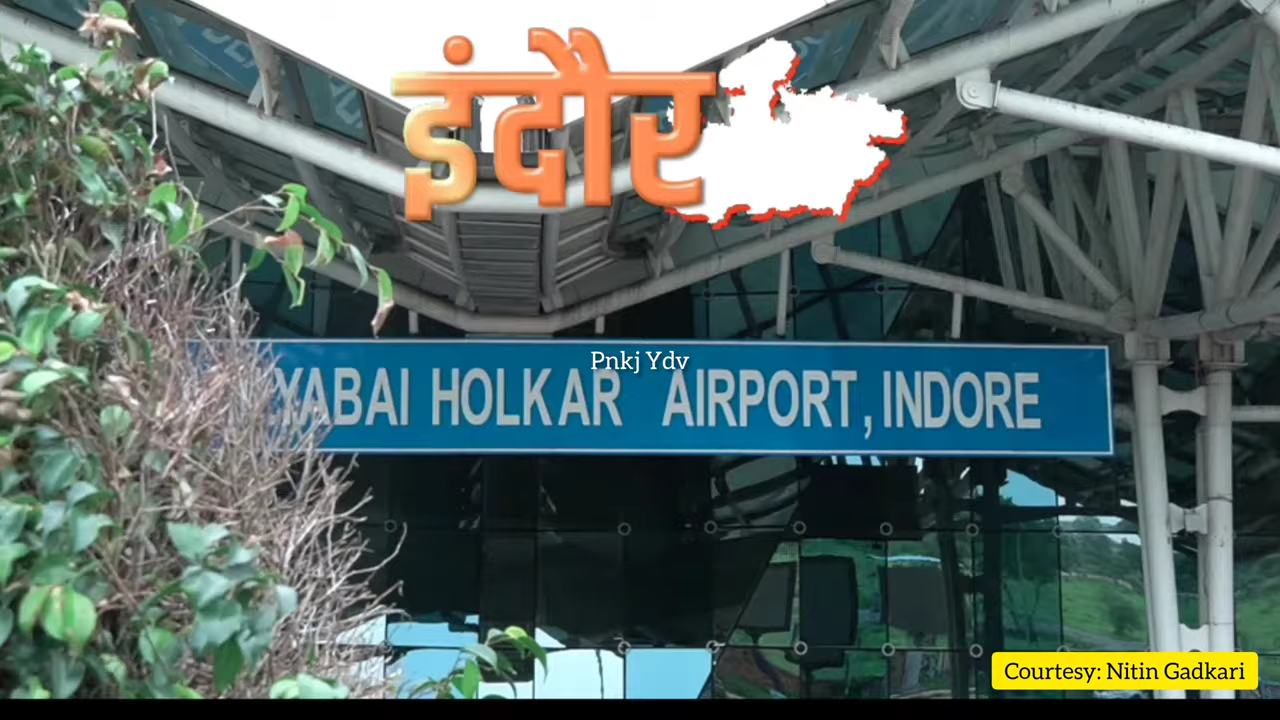 इंदौर
Pnkj Ydv
YABAI HOLKAR AIRPORT, INDORE
Courtesy: Nitin Gadkari